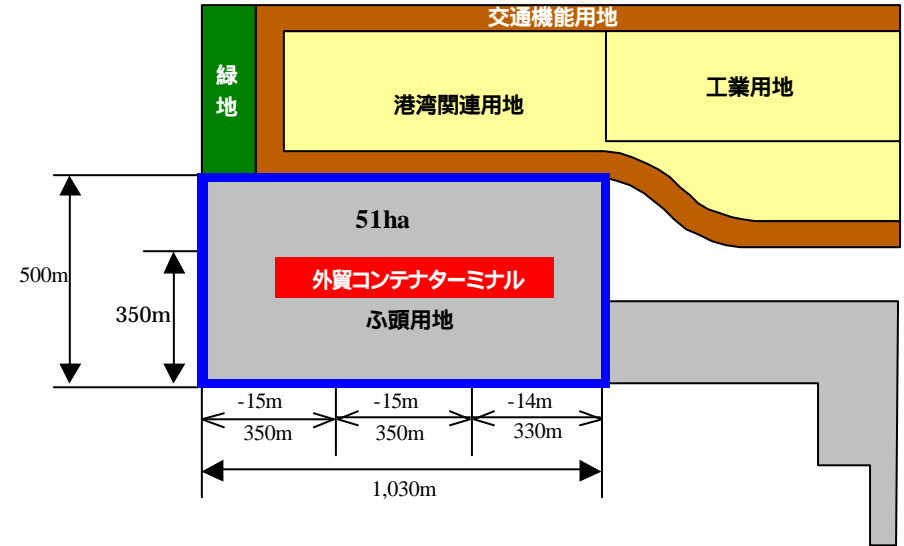 交通機能用地
緑
地
港湾関連用地
工業用地
51ha
外貿コンテナターミナル
ふ頭用地
500m
350m
-15m
-15m
-14m
350m
350m
330m
1,030m